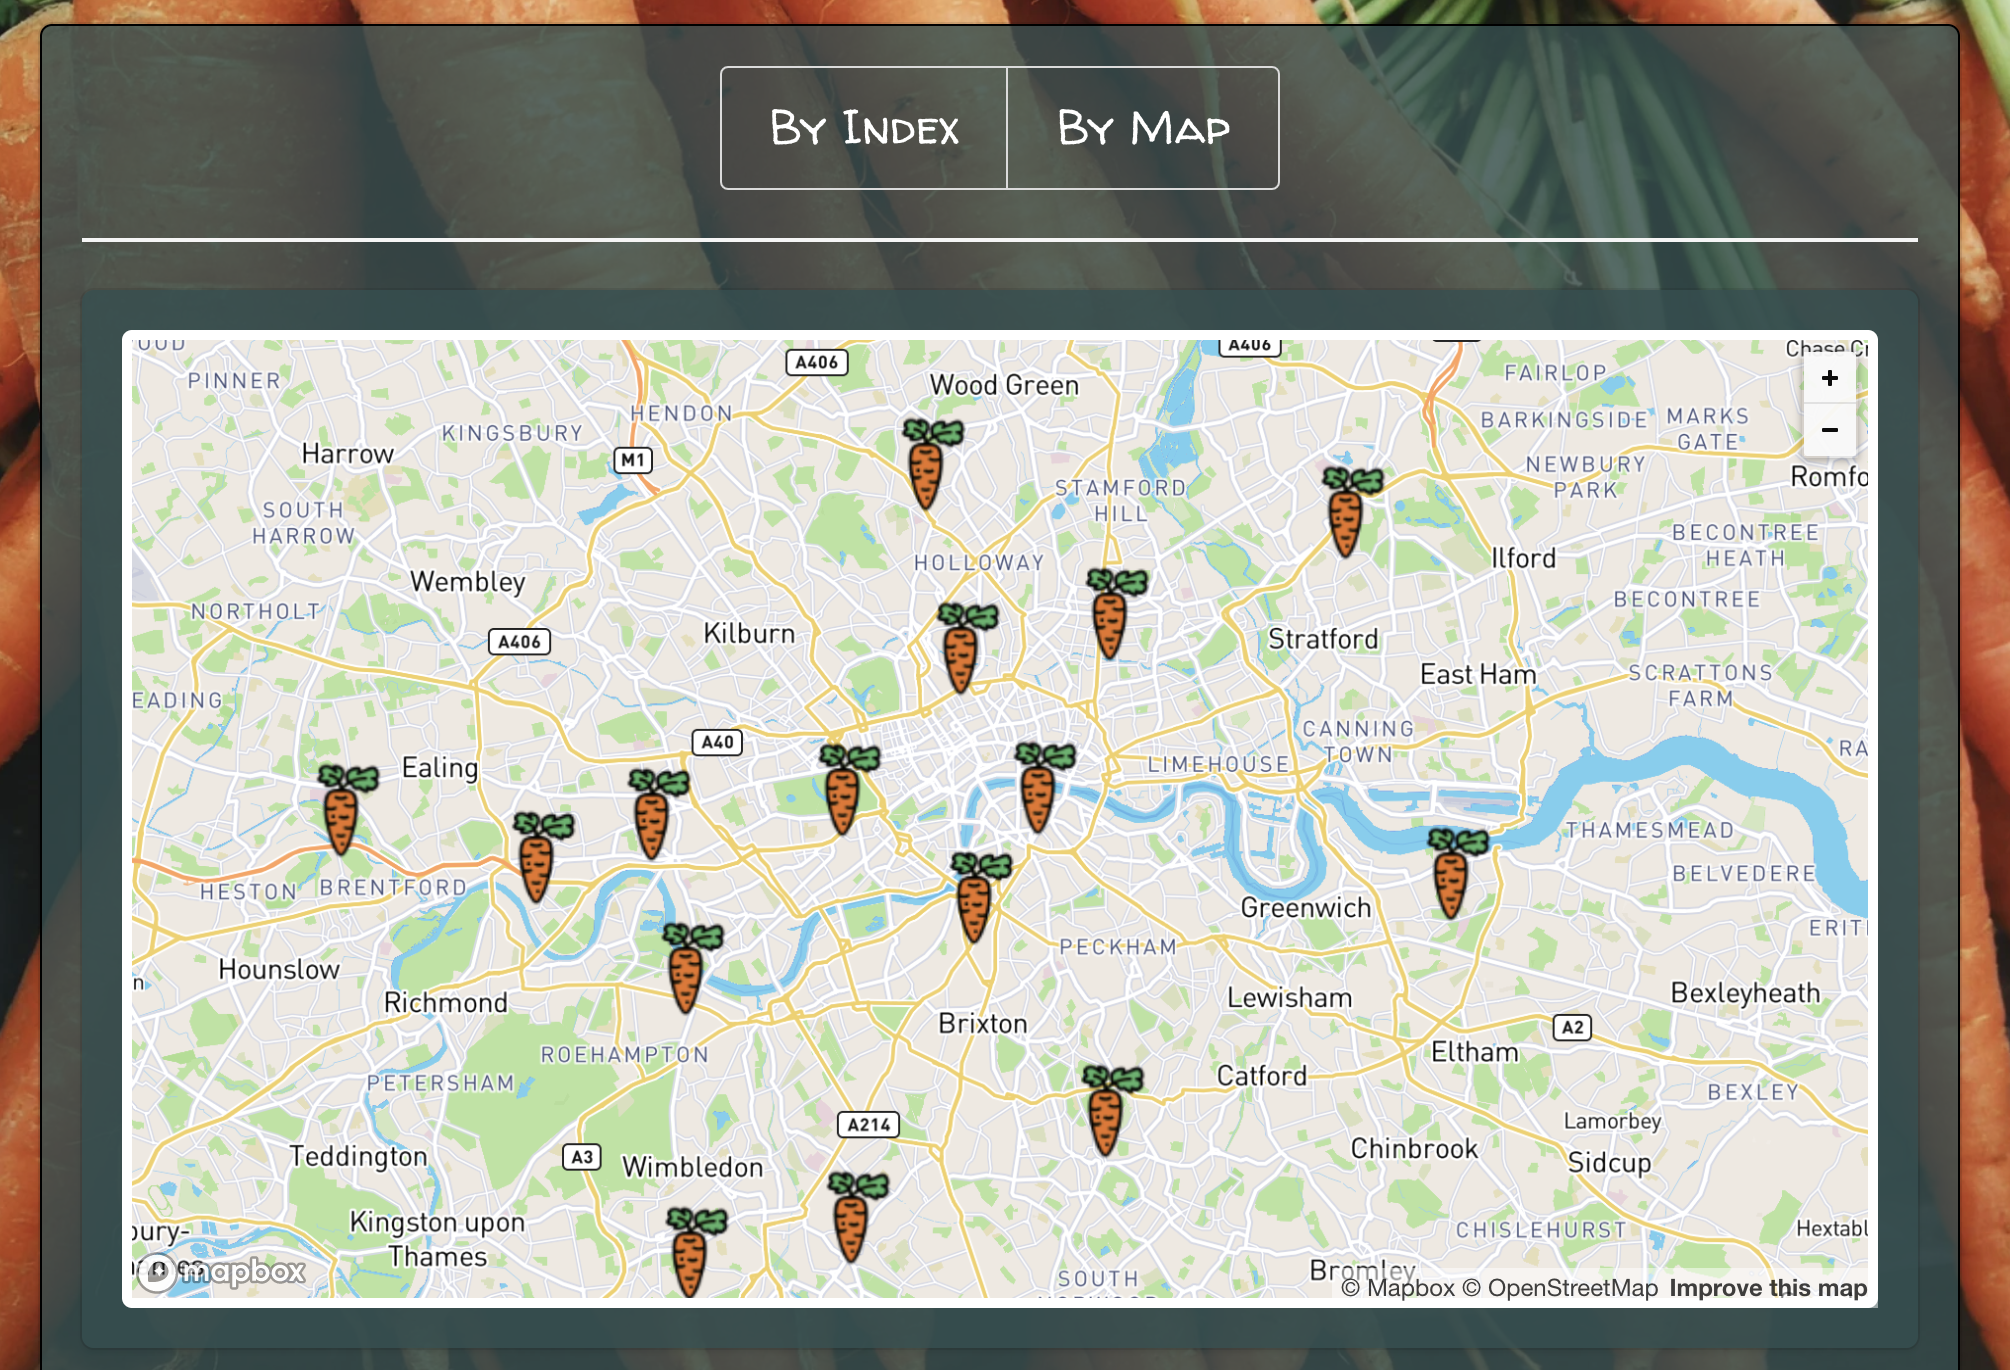 By Index
By Map
A406
A406
Wood Green
PINNER
HENDON
KINGSBURY
Harrow
M1
FAIRLOP
BARKINGSIDE
MARKS
GATE
NEWBURY
PARK
SOUTH
HARROW
STAMFORD
HILL
HOLLOWAY
Ilford
BECONTREE
HEATH
BECONTREE
Wembley
NORTHOLT
A406
Kilburn
Stratford
East Ham
SCRATTONS
FARM
EADING
A40
CANNING
TOWN
LIMEHOUSE
Ealing
THAMESMEAD
HESTON
BRENTFORD
BELVEDERE
Greenwich
PECKHAM
Hounslow
Richmond
Lewisham
Bexleyheath
Brixton
A2
Eltham
ROEHAMPTON
PETERSHAM
Catford
BEXLEY
A214
Lamorbey
Teddington
A3
Wimbledon
Chinbrook
Sidcup
Kingston upon
Thames
CHISLEHURST
Hextabl
SOUTH
Bromley
+
−
mapbox
© Mapbox © OpenStreetMap Improve this map